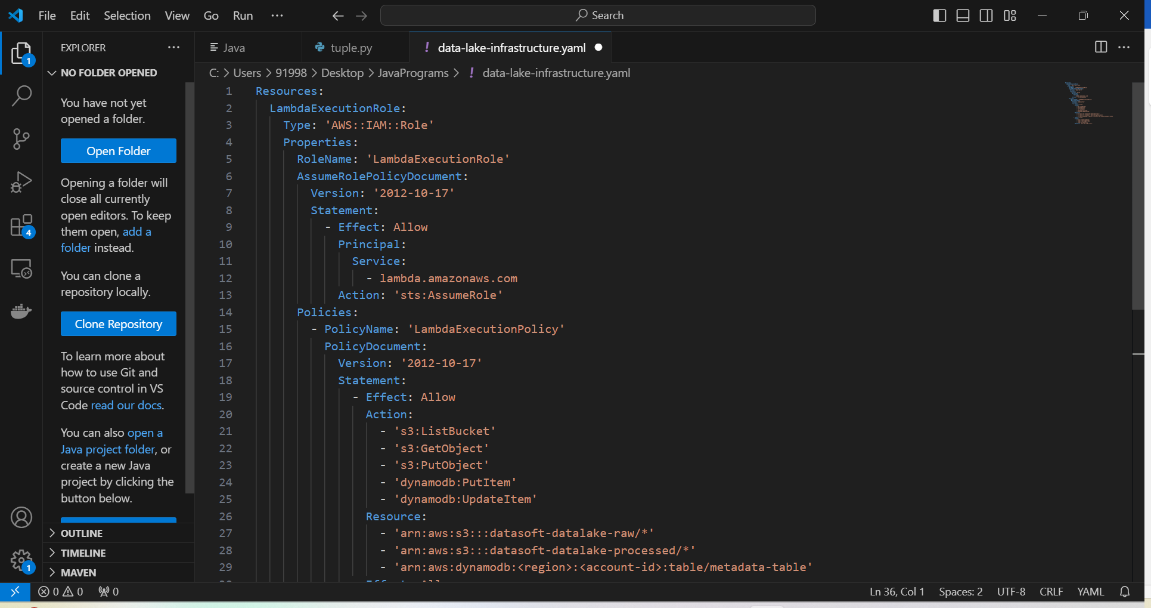 File Edit Selection View Go Run ··· Search
EXPLORER ···
NO FOLDER OPENED
You have not yet
opened a folder.
Open Folder
Opening a folder will
close all currently
open editors. To keep
them open, add a
folder instead.
You can clone a
repository locally.
Clone Repository
To learn more about
how to use Git and
source control in VS
Code read our docs.
You can also open a
Java project folder, or
create a new Java
project by clicking the
button below.
OUTLINE
TIMELINE
MAVEN
1
4
1
Java tuple.py ! data-lake-infrastructure.yaml
C: > Users > 91998 > Desktop > JavaPrograms > ! data-lake-infrastructure.yaml
1 Resources:
2 LambdaExecutionRole:
3 Type: 'AWS::IAM::Role'
4 Properties:
5 RoleName: 'LambdaExecutionRole'
6 AssumeRolePolicyDocument:
7 Version: '2012-10-17'
8 Statement:
9 - Effect: Allow
10 Principal:
11 Service:
12 - lambda.amazonaws.com
13 Action: 'sts:AssumeRole'
14 Policies:
15 - PolicyName: 'LambdaExecutionPolicy'
16 PolicyDocument:
17 Version: '2012-10-17'
18 Statement:
19 - Effect: Allow
20 Action:
21 - 's3:ListBucket'
22 - 's3:GetObject'
23 - 's3:PutObject'
24 - 'dynamodb:PutItem'
25 - 'dynamodb:UpdateItem'
26 Resource:
27 - 'arn:aws:s3:::datasoft-datalake-raw/*'
28 - 'arn:aws:s3:::datasoft-datalake-processed/*'
29 - 'arn:aws:dynamodb:<region>:<account-id>:table/metadata-table'
0 0 0 Ln 36, Col 1 Spaces: 2 UTF-8 CRLF YAML